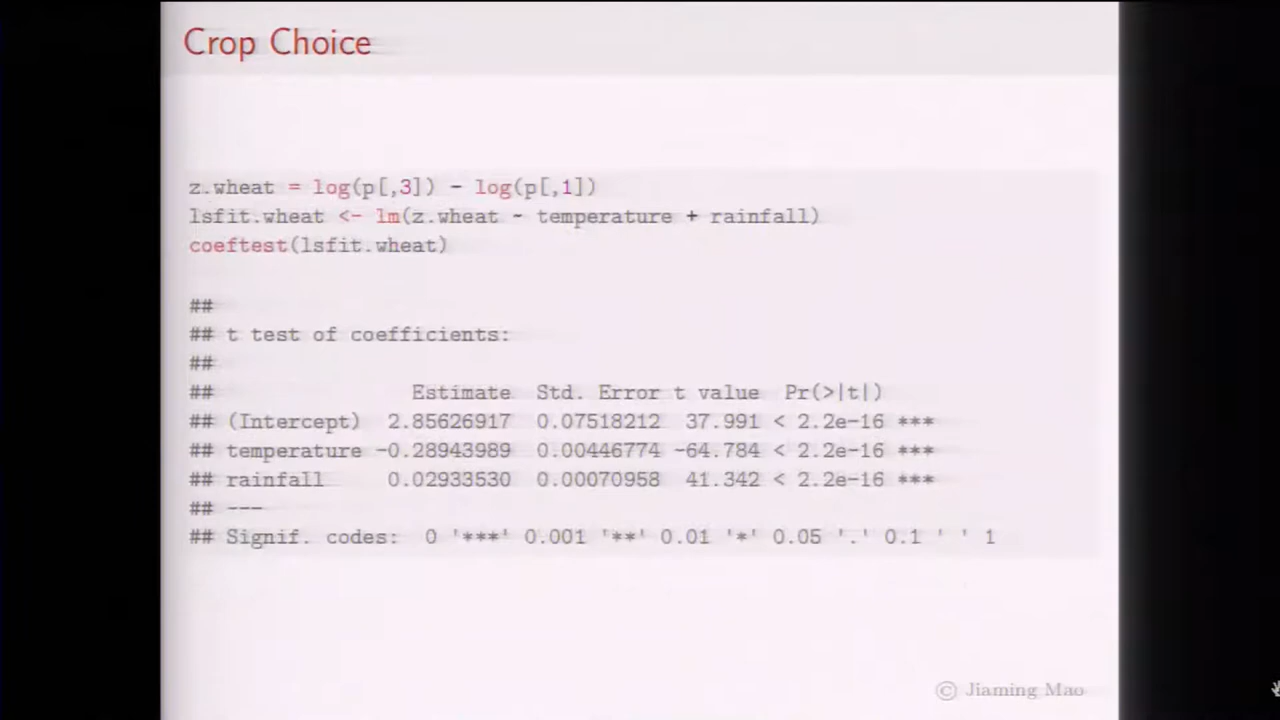 Crop Choice
z.wheat = log(p[,3]) - log(p[,1])
lsfit.wheat <- lm(z.wheat ~ temperature + rainfall)
coeftest(lsfit.wheat)
##
## t test of coefficients:
##
## Estimate Std. Error t value Pr(>|t|)
## (Intercept) 2.85626917 0.07518212 37.991 < 2.2e-16 ***
## temperature -0.28943989 0.00446774 -64.784 < 2.2e-16 ***
## rainfall 0.02933530 0.00070958 41.342 < 2.2e-16 ***
## ---
## Signif. codes: 0 '***' 0.001 '**' 0.01 '*' 0.05 '.' 0.1 ' ' 1
© Jiaming Mao